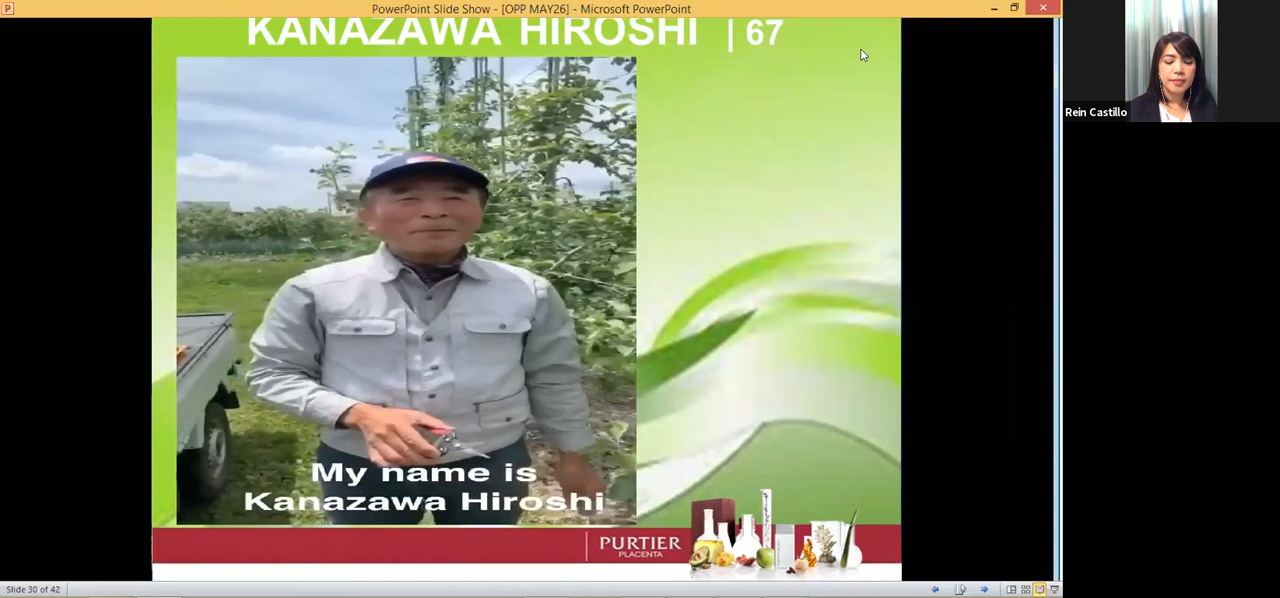 PowerPoint Slide Show - [OPP MAY26] - Microsoft PowerPoint
KANAZAWA HIROSHI | 67
Rein Castillo
My name is
Kanazawa Hiroshi
PURTIER
PLACENTA
Slide 30 of 42